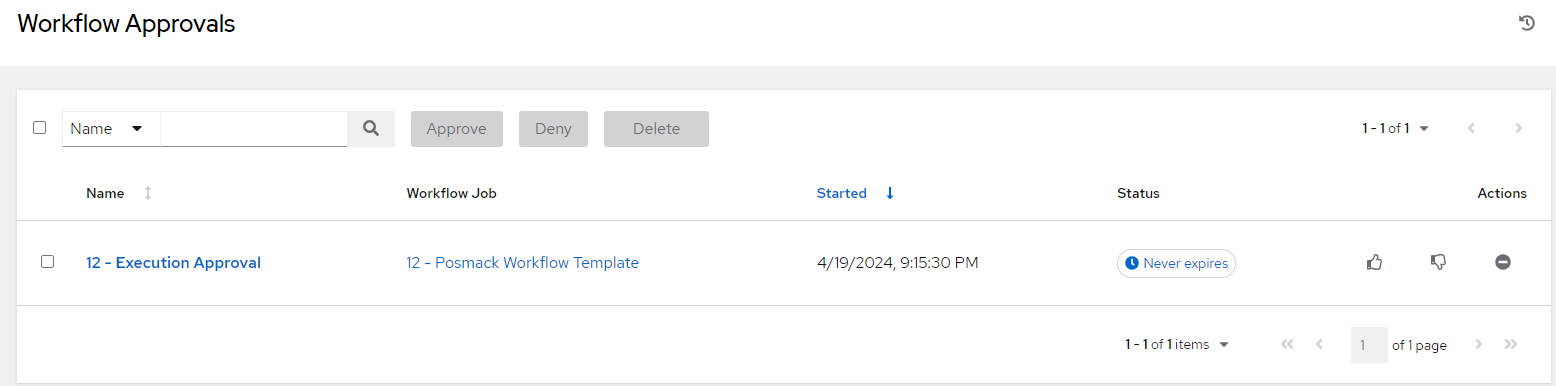 Workflow Approvals
Name
Approve
Deny
Delete
1 - 1 of 1
Name
Workflow Job
Started
Status
Actions
12 - Execution Approval
12 - Posmack Workflow Template
4/19/2024, 9:15:30 PM
Never expires
1 - 1 of 1 items
1
of 1 page